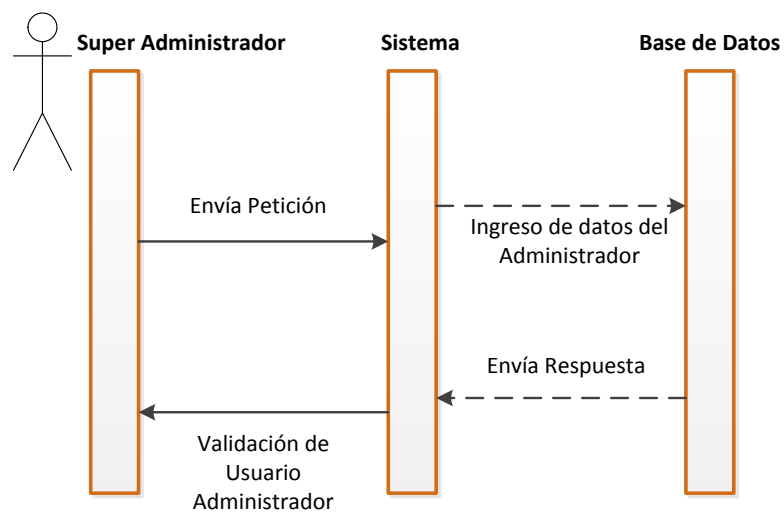 Super Administrador
Sistema
Base de Datos
Envía Petición
Ingreso de datos del
Administrador
Envía Respuesta
Validación de
Usuario
Administrador